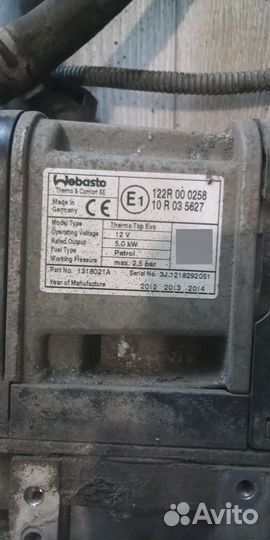 Webasto
Thermo & Comfort SE
Made in
Germany
CE
E1
122R 00 0258
10 R 03 5627
Model Type Thermo Top Evo
Operating Voltage 12 V
Rated Output 5,0 kW
Fuel Type Petrol
Working Pressure max. 2,5 bar
Part No. 1318021A Serial No. 3J.1218292051
Year of Manufacture 2012 2013 2014
Avito